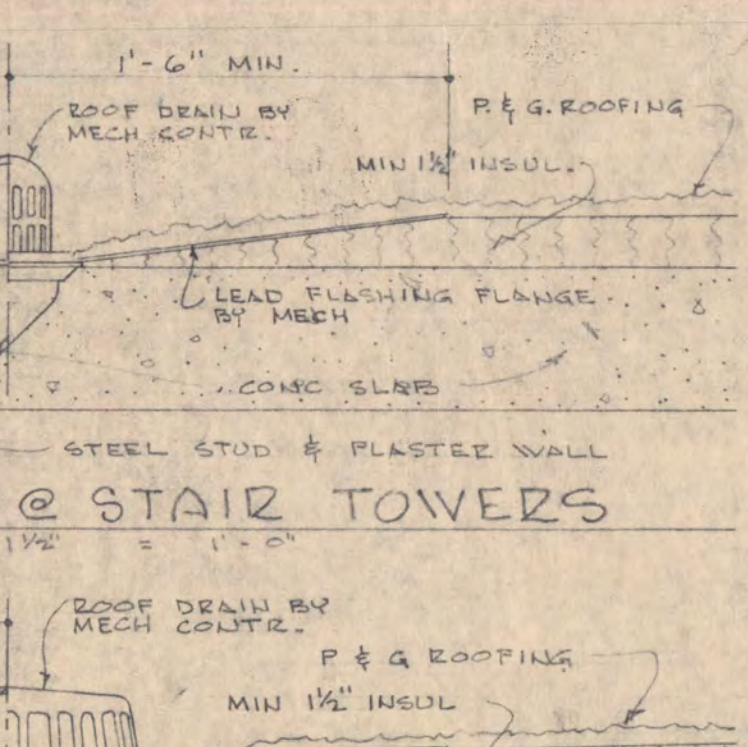 1'-6" MIN.
ROOF DRAIN BY
MECH CONTR.
P. & G. ROOFING
MIN 1½" INSUL.
LEAD FLASHING FLANGE
BY MECH
CONC SLAB
STEEL STUD & PLASTER WALL
@ STAIR TOWERS
1½" = 1'-0"
ROOF DRAIN BY
MECH CONTR.
P & G ROOFING
MIN 1½" INSUL